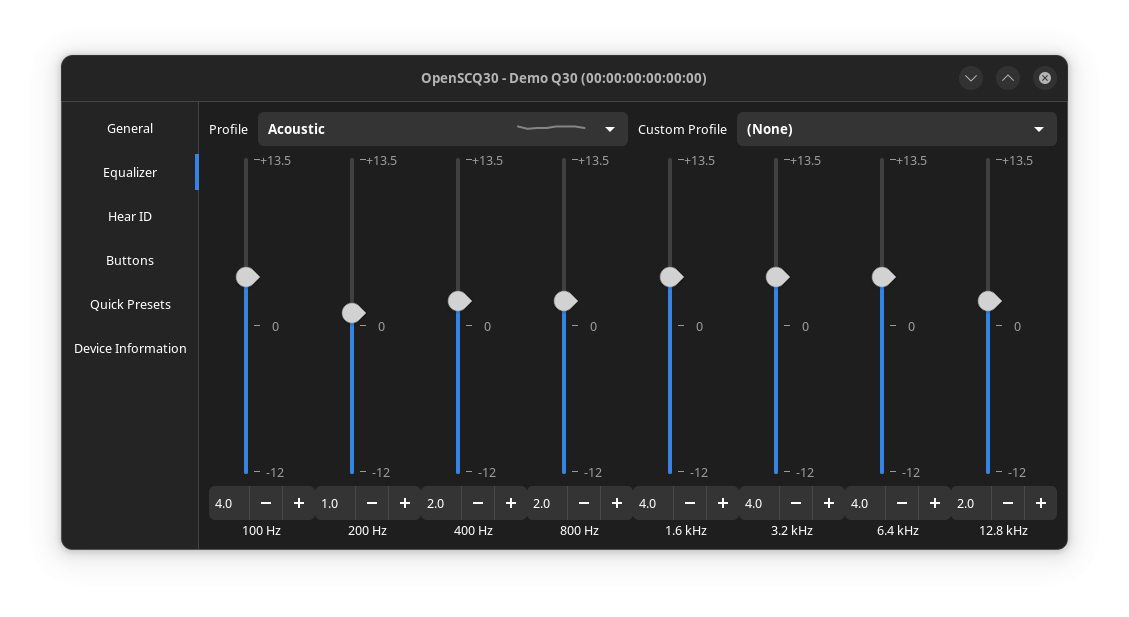 OpenSCQ30 - Demo Q30 (00:00:00:00:00:00)
General
Equalizer
Hear ID
Buttons
Quick Presets
Device Information
Profile Acoustic Custom Profile (None)
+13.5 +13.5 +13.5 +13.5 +13.5 +13.5 +13.5 +13.5
0 0 0 0 0 0 0 0
-12 -12 -12 -12 -12 -12 -12 -12
4.0 − + 1.0 − + 2.0 − + 2.0 − + 4.0 − + 4.0 − + 4.0 − + 2.0 − +
100 Hz 200 Hz 400 Hz 800 Hz 1.6 kHz 3.2 kHz 6.4 kHz 12.8 kHz